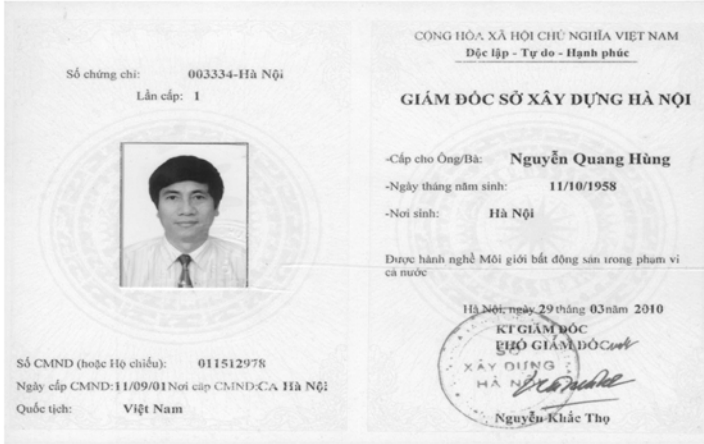 Số chứng chỉ: 003334-Hà Nội
Lần cấp: 1
Số CMND (hoặc Hộ chiếu): 011512978
Ngày cấp CMND:11/09/01Nơi cấp CMND:CA Hà Nội
Quốc tịch: Việt Nam
CỘNG HÒA XÃ HỘI CHỦ NGHĨA VIỆT NAM
Độc lập - Tự do - Hạnh phúc
GIÁM ĐỐC SỞ XÂY DỰNG HÀ NỘI
-Cấp cho Ông/Bà: Nguyễn Quang Hùng
-Ngày tháng năm sinh: 11/10/1958
-Nơi sinh: Hà Nội
Được hành nghề Môi giới bất động sản trong phạm vi
cả nước
Hà Nội, ngày 29 tháng 03 năm 2010
KT GIÁM ĐỐC
PHÓ GIÁM ĐỐC
SỞ
XÂY DỰNG
HÀ NỘI
Nguyễn Khắc Thọ